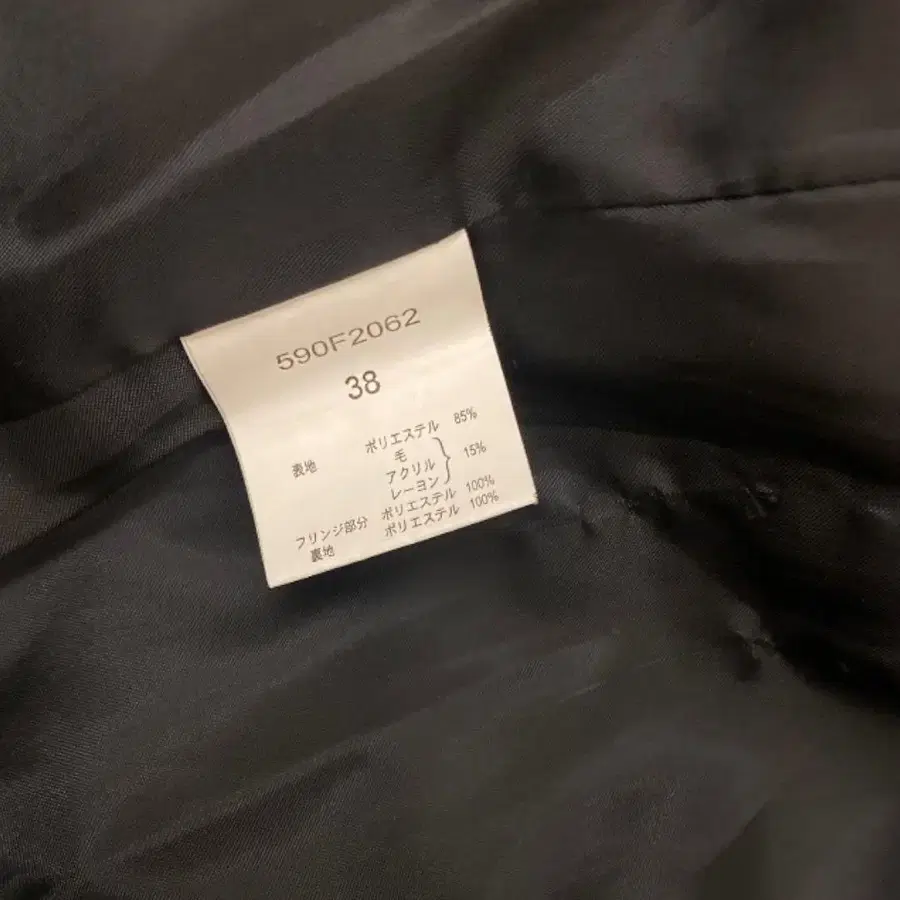 590F2062
38
表地 ポリエステル 85%
毛
アクリル } 15%
レーヨン
フリンジ部分 ポリエステル 100%
裏地 ポリエステル 100%